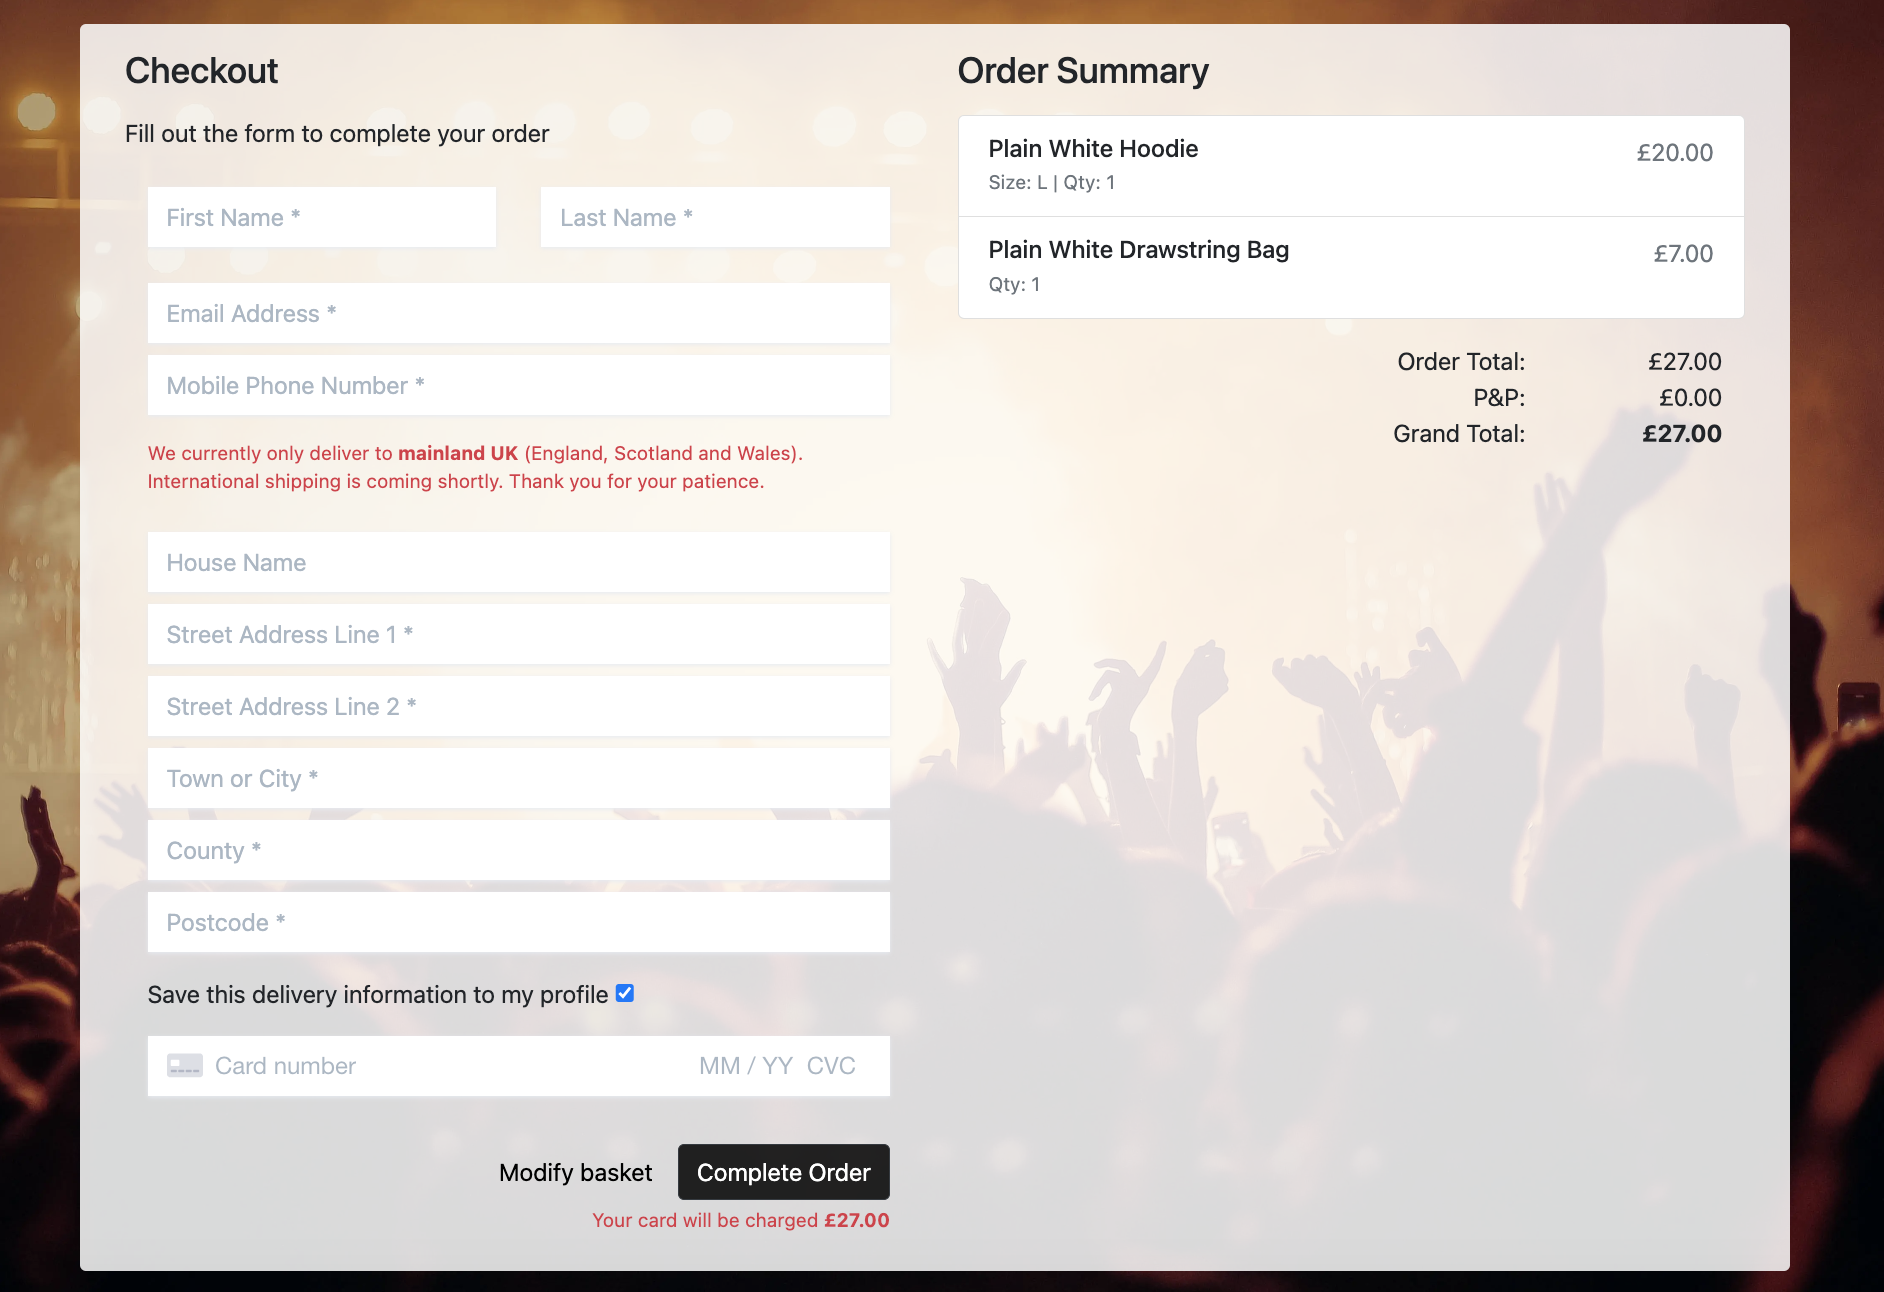 Checkout
Fill out the form to complete your order
First Name *
Last Name *
Email Address *
Mobile Phone Number *
We currently only deliver to mainland UK (England, Scotland and Wales).
International shipping is coming shortly. Thank you for your patience.
House Name
Street Address Line 1 *
Street Address Line 2 *
Town or City *
County *
Postcode *
Save this delivery information to my profile
Card number MM / YY CVC
Modify basket
Complete Order
Your card will be charged £27.00
Order Summary
Plain White Hoodie £20.00
Size: L | Qty: 1
Plain White Drawstring Bag £7.00
Qty: 1
Order Total: £27.00
P&P: £0.00
Grand Total: £27.00